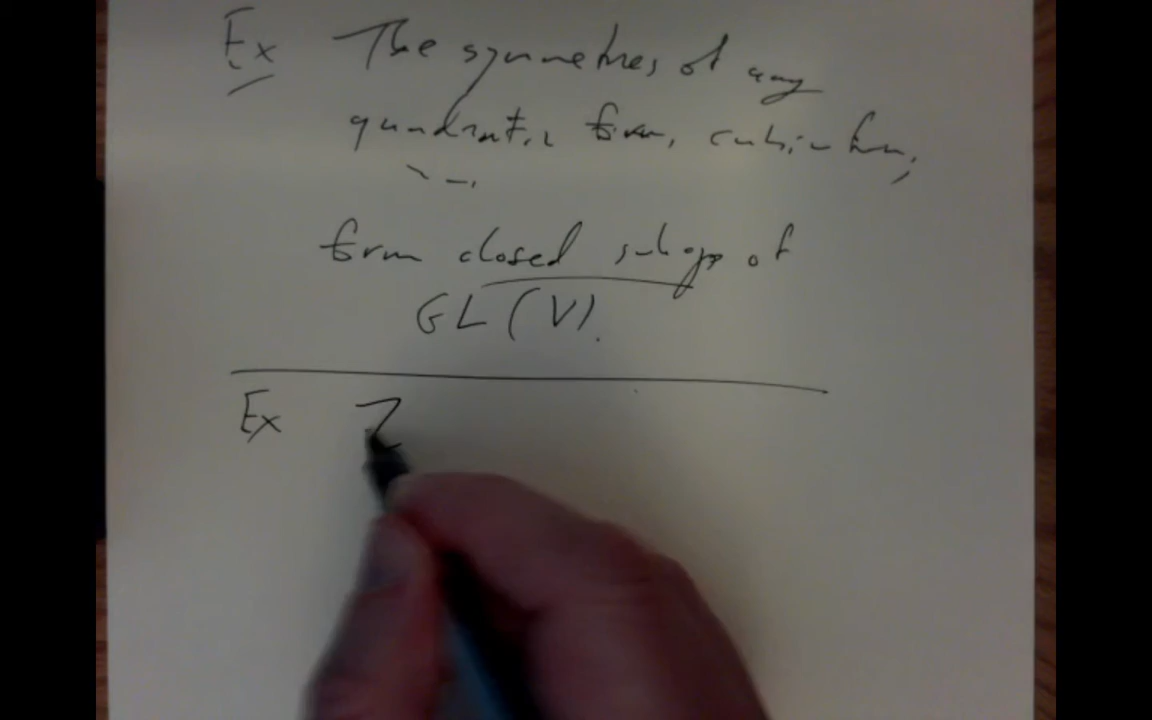 Ex The symmetries of any
quadratic form, cubic form,
...
form closed subgps of
GL(V).
Ex Z